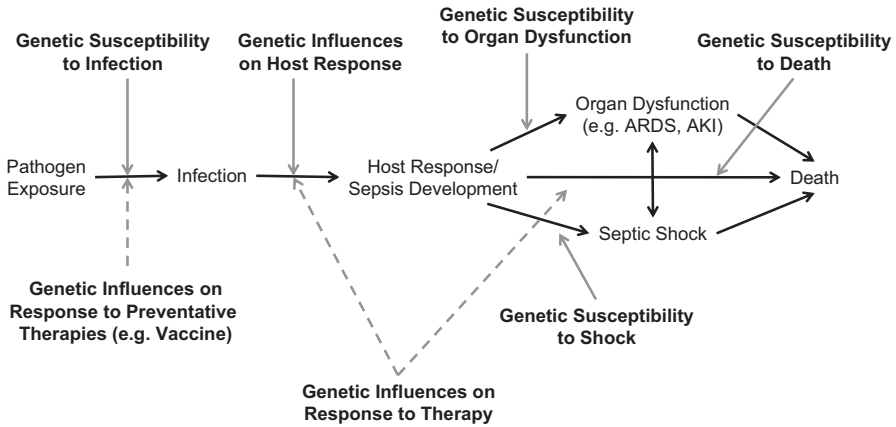 Genetic Susceptibility
to Infection
Genetic Influences
on Host Response
Genetic Susceptibility
to Organ Dysfunction
Genetic Susceptibility
to Death
Pathogen
Exposure
Infection
Host Response/
Sepsis Development
Organ Dysfunction
(e.g. ARDS, AKI)
Death
Septic Shock
Genetic Influences on
Response to Preventative
Therapies (e.g. Vaccine)
Genetic Susceptibility
to Shock
Genetic Influences on
Response to Therapy